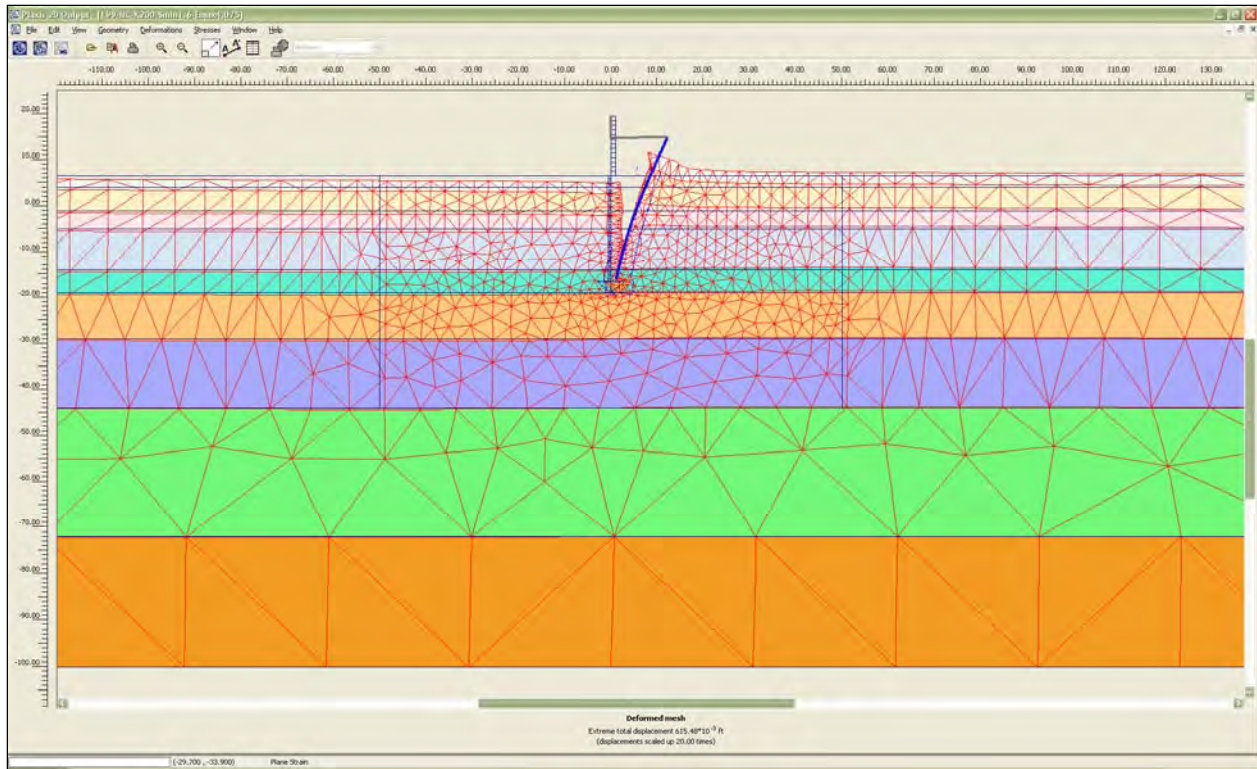 File Edit View Geometry Deformations Stresses Window Help
-110.00 -100.00 -90.00 -80.00 -70.00 -60.00 -50.00 -40.00 -30.00 -20.00 -10.00 0.00 10.00 20.00 30.00 40.00 50.00 60.00 70.00 80.00 90.00 100.00 110.00 120.00 130.00
20.00
10.00
0.00
-10.00
-20.00
-30.00
-40.00
-50.00
-60.00
-70.00
-80.00
-90.00
-100.00
Deformed mesh
Extreme total displacement 615.48*10⁻³ ft
(displacements scaled up 20.00 times)
(-29.700 , -33.900) Plane Strain